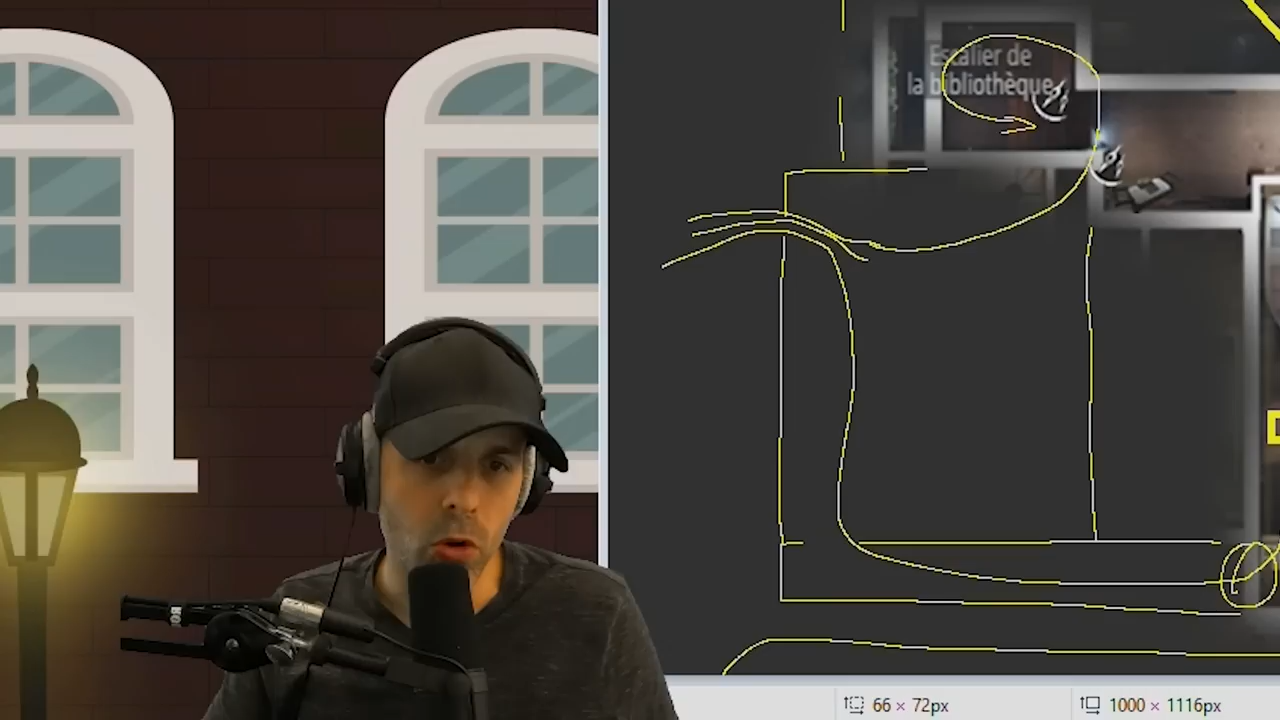 Escalier de
la bibliothèque
66 × 72px
1000 × 1116px